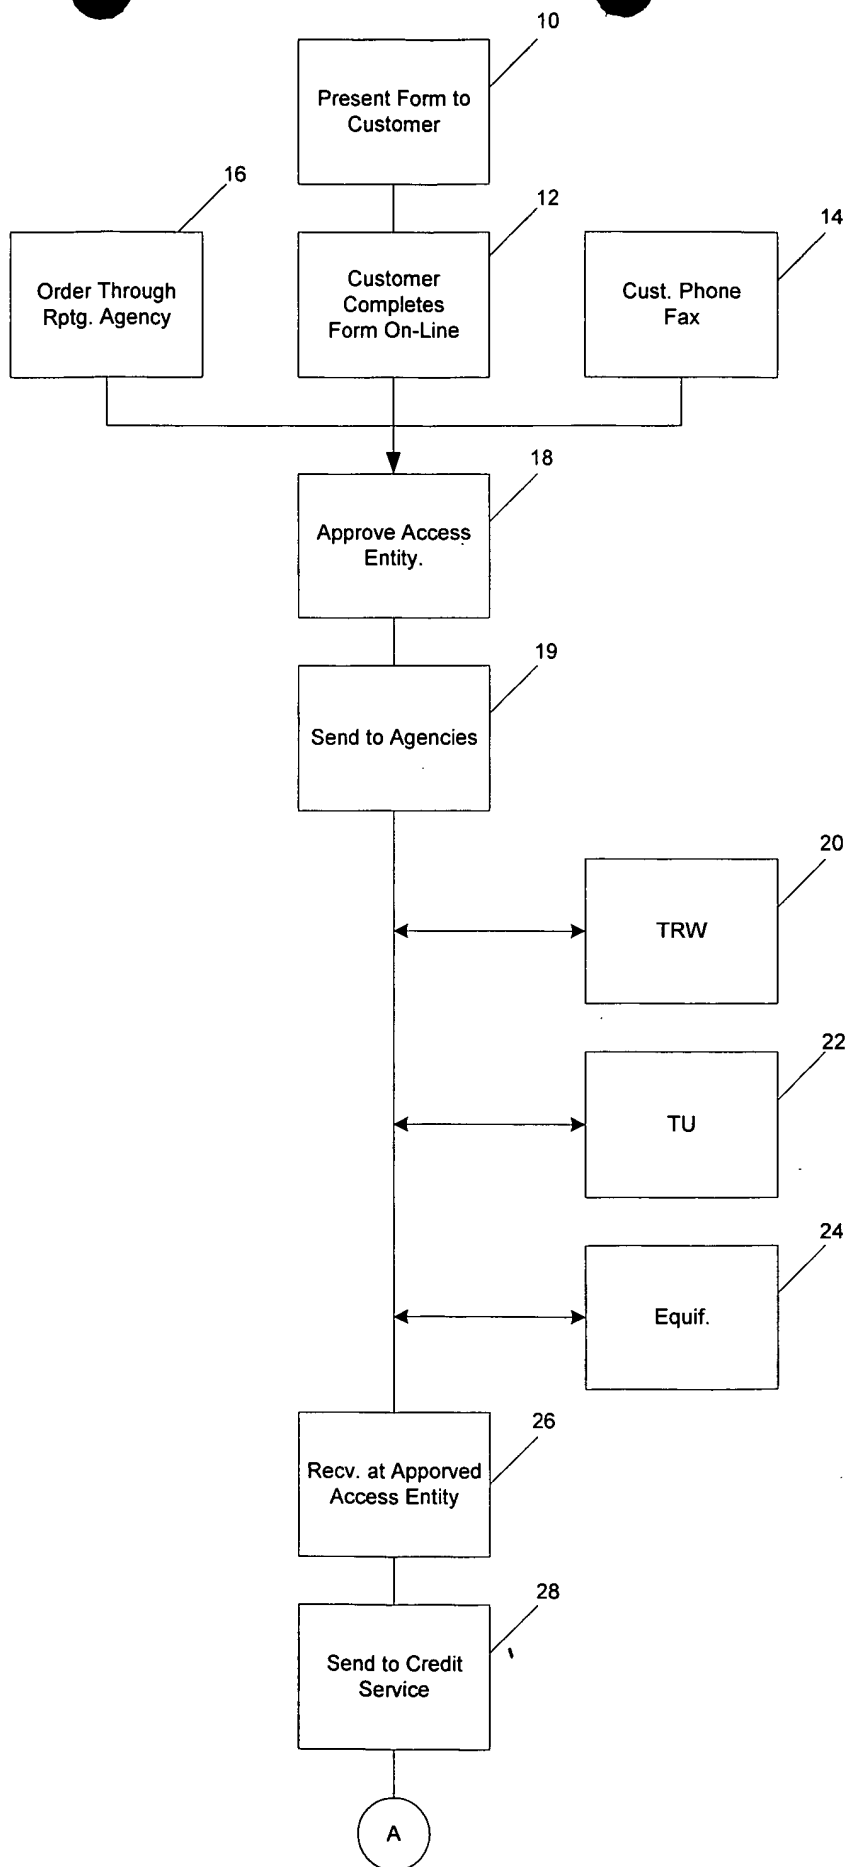 10
Present Form to
Customer
16
12
14
Order Through
Rptg. Agency
Customer
Completes
Form On-Line
Cust. Phone
Fax
18
Approve Access
Entity.
19
Send to Agencies
20
TRW
22
TU
24
Equif.
26
Recv. at Apporved
Access Entity
28
Send to Credit
Service
A